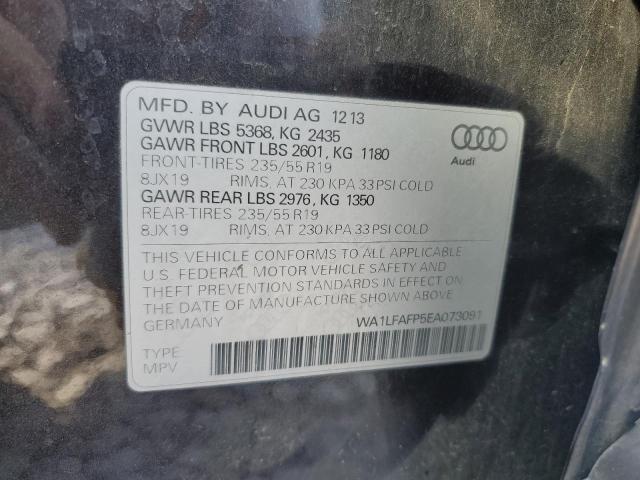 MFD. BY AUDI AG 12 13
GVWR LBS 5368, KG 2435
GAWR FRONT LBS 2601, KG 1180
FRONT-TIRES 235/55 R19
8JX19 RIMS, AT 230 KPA 33 PSI COLD
GAWR REAR LBS 2976, KG 1350
REAR-TIRES 235/55 R19
8JX19 RIMS, AT 230 KPA 33 PSI COLD
Audi
THIS VEHICLE CONFORMS TO ALL APPLICABLE
U.S. FEDERAL MOTOR VEHICLE SAFETY AND
THEFT PREVENTION STANDARDS IN EFFECT ON
THE DATE OF MANUFACTURE SHOWN ABOVE.
GERMANY WA1LFAFP5EA073091
TYPE:
MPV